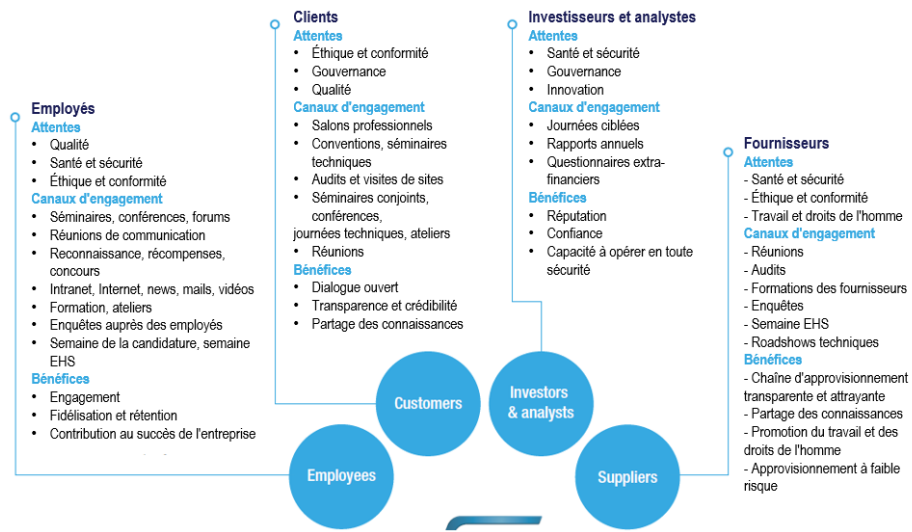 Employés
Attentes
• Qualité
• Santé et sécurité
• Éthique et conformité
Canaux d'engagement
• Séminaires, conférences, forums
• Réunions de communication
• Reconnaissance, récompenses,
concours
• Intranet, Internet, news, mails, vidéos
• Formation, ateliers
• Enquêtes auprès des employés
• Semaine de la candidature, semaine
EHS
Bénéfices
• Engagement
• Fidélisation et rétention
• Contribution au succès de l'entreprise
Clients
Attentes
• Éthique et conformité
• Gouvernance
• Qualité
Canaux d'engagement
• Salons professionnels
• Conventions, séminaires
techniques
• Audits et visites de sites
• Séminaires conjoints,
conférences,
journées techniques, ateliers
• Réunions
Bénéfices
• Dialogue ouvert
• Transparence et crédibilité
• Partage des connaissances
Investisseurs et analystes
Attentes
• Santé et sécurité
• Gouvernance
• Innovation
Canaux d'engagement
• Journées ciblées
• Rapports annuels
• Questionnaires extra-
financiers
Bénéfices
• Réputation
• Confiance
• Capacité à opérer en toute
sécurité
Fournisseurs
Attentes
- Santé et sécurité
- Éthique et conformité
- Travail et droits de l'homme
Canaux d'engagement
- Réunions
- Audits
- Formations des fournisseurs
- Enquêtes
- Semaine EHS
- Roadshows techniques
Bénéfices
- Chaîne d'approvisionnement
transparente et attrayante
- Partage des connaissances
- Promotion du travail et des
droits de l'homme
- Approvisionnement à faible
risque
Employees
Customers
Investors
& analysts
Suppliers